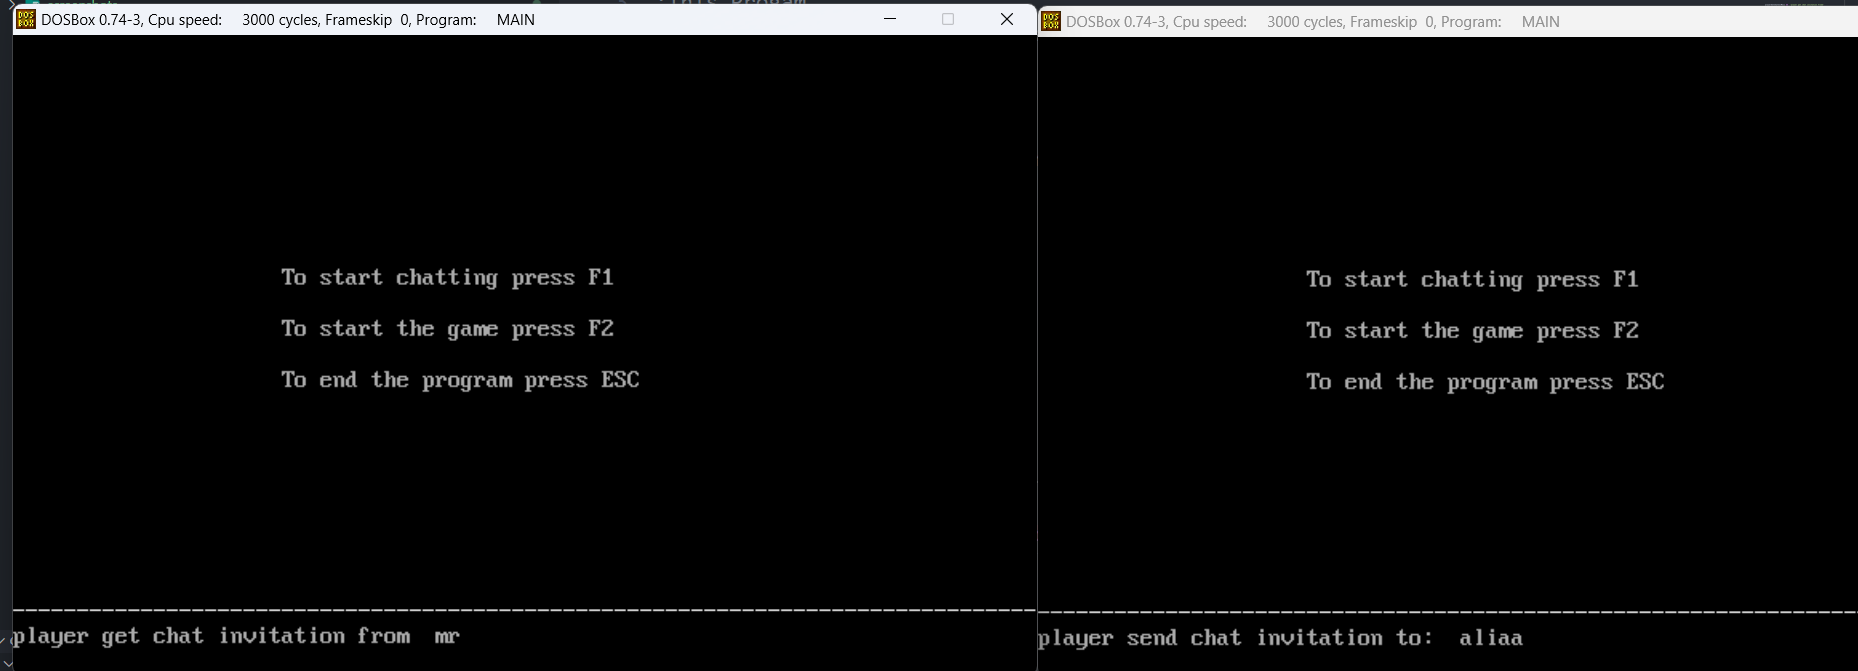 DOSBox 0.74-3, Cpu speed: 3000 cycles, Frameskip 0, Program: MAIN
To start chatting press F1
To start the game press F2
To end the program press ESC
player get chat invitation from mr
DOSBox 0.74-3, Cpu speed: 3000 cycles, Frameskip 0, Program: MAIN
To start chatting press F1
To start the game press F2
To end the program press ESC
player send chat invitation to: aliaa